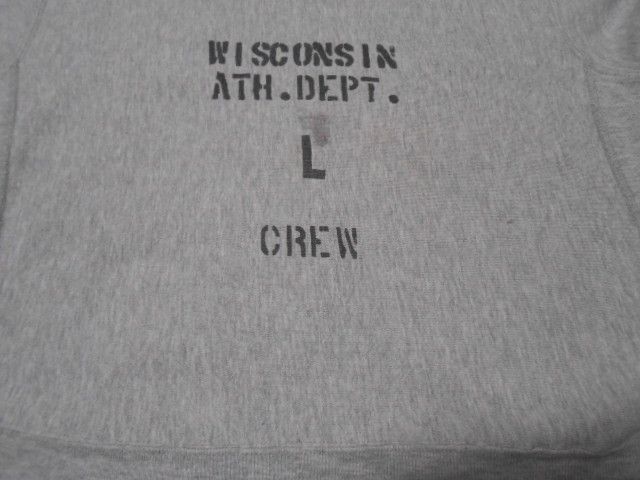 WISCONSIN
ATH.DEPT.
L
CREW